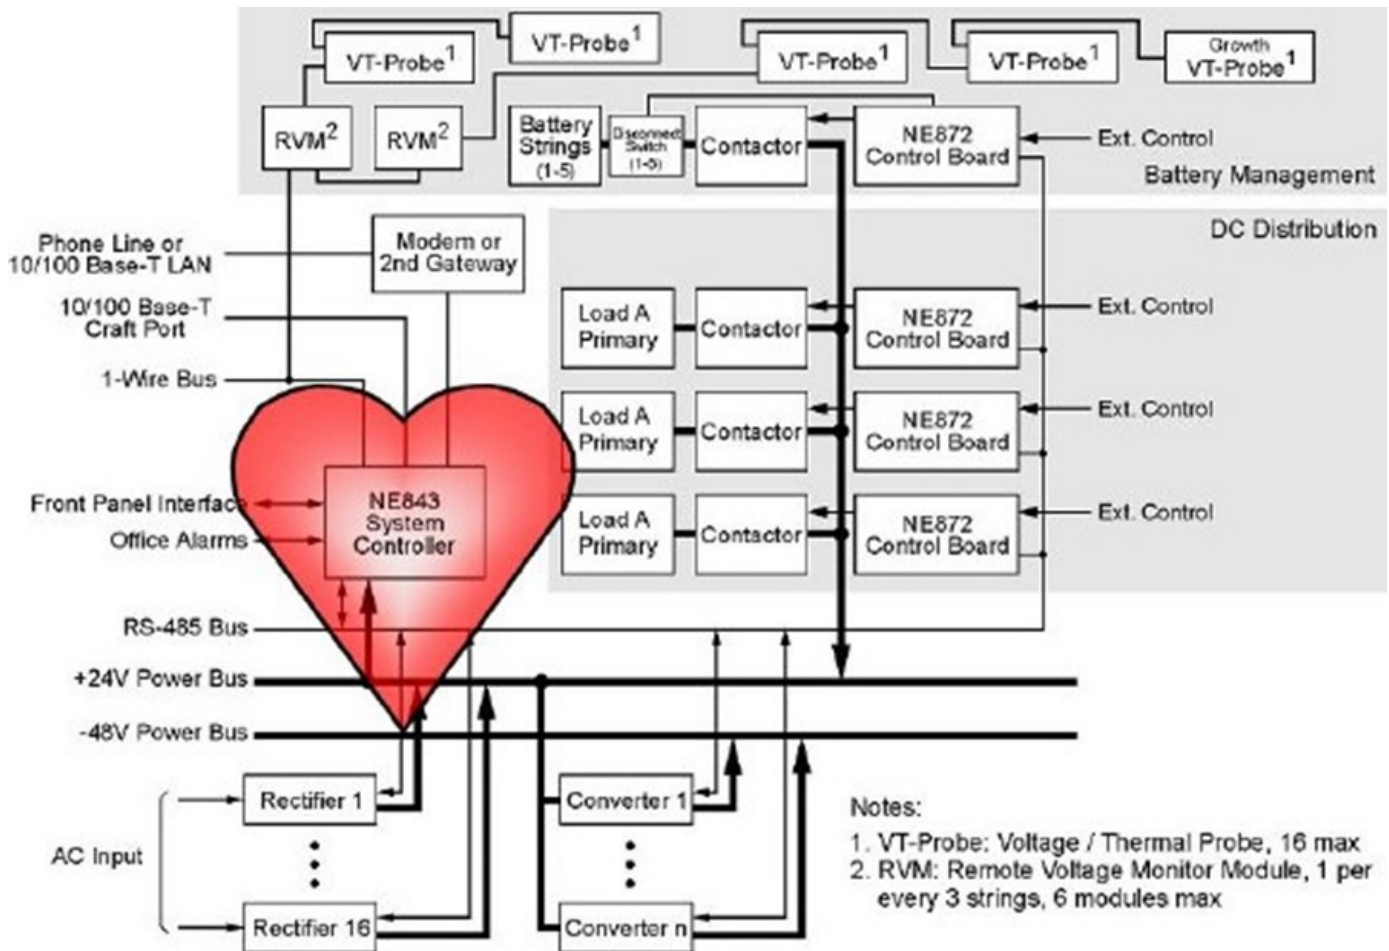 VT-Probe1
VT-Probe1
VT-Probe1
VT-Probe1
Growth
VT-Probe1
RVM2
RVM2
Battery
Strings
(1-5)
Disconnect
Switch
(1-5)
Contactor
NE872
Control Board
Ext. Control
Battery Management
DC Distribution
Phone Line or
10/100 Base-T LAN
Modem or
2nd Gateway
10/100 Base-T
Craft Port
1-Wire Bus
Load A
Primary
Contactor
NE872
Control Board
Ext. Control
Load A
Primary
Contactor
NE872
Control Board
Ext. Control
Load A
Primary
Contactor
NE872
Control Board
Ext. Control
Front Panel Interface
Office Alarms
NE843
System
Controller
RS-485 Bus
+24V Power Bus
-48V Power Bus
AC Input
Rectifier 1
Rectifier 16
Converter 1
Converter n
Notes:
1. VT-Probe: Voltage / Thermal Probe, 16 max
2. RVM: Remote Voltage Monitor Module, 1 per
every 3 strings, 6 modules max